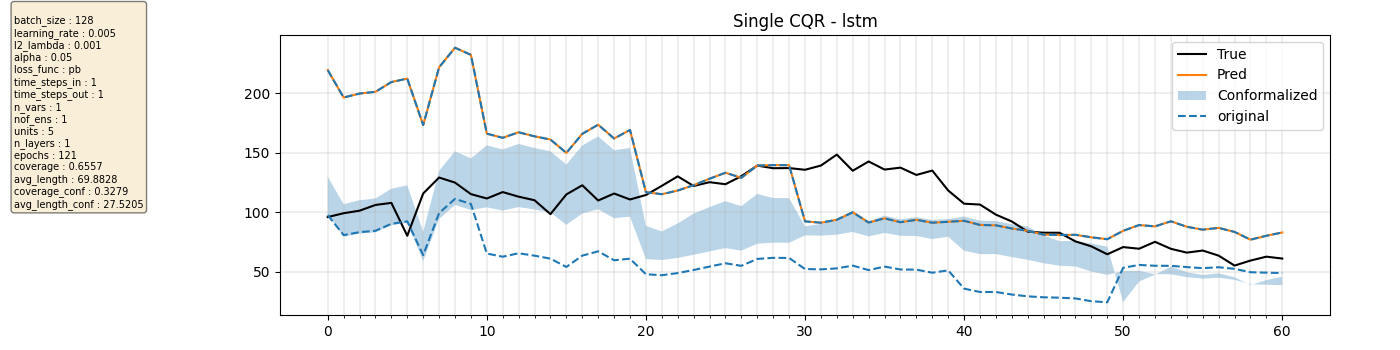 batch_size : 128
learning_rate : 0.005
l2_lambda : 0.001
alpha : 0.05
loss_func : pb
time_steps_in : 1
time_steps_out : 1
n_vars : 1
nof_ens : 1
units : 5
n_layers : 1
epochs : 121
coverage : 0.6557
avg_length : 69.8828
coverage_conf : 0.3279
avg_length_conf : 27.5205
Single CQR - lstm
True
Pred
Conformalized
original
200
150
100
50
0 10 20 30 40 50 60